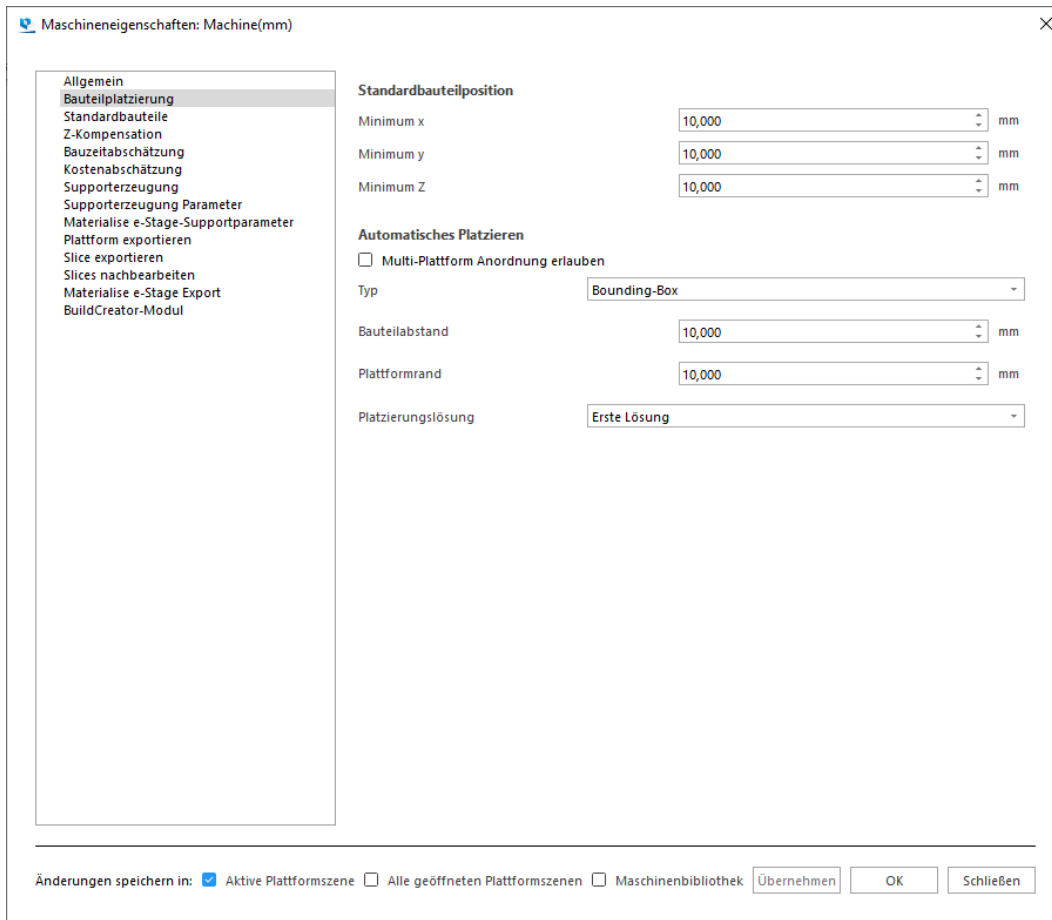 Maschineneigenschaften: Machine(mm)
Allgemein
Bauteilplatzierung
Standardbauteile
Z-Kompensation
Bauzeitabschätzung
Kostenabschätzung
Supporterzeugung
Supporterzeugung Parameter
Materialise e-Stage-Supportparameter
Plattform exportieren
Slice exportieren
Slices nachbearbeiten
Materialise e-Stage Export
BuildCreator-Modul
Standardbauteilposition
Minimum x 10,000 mm
Minimum y 10,000 mm
Minimum Z 10,000 mm
Automatisches Platzieren
Multi-Plattform Anordnung erlauben
Typ Bounding-Box
Bauteilabstand 10,000 mm
Plattformrand 10,000 mm
Platzierungslösung Erste Lösung
Änderungen speichern in: Aktive Plattformszene Alle geöffneten Plattformszenen Maschinenbibliothek Übernehmen OK Schließen